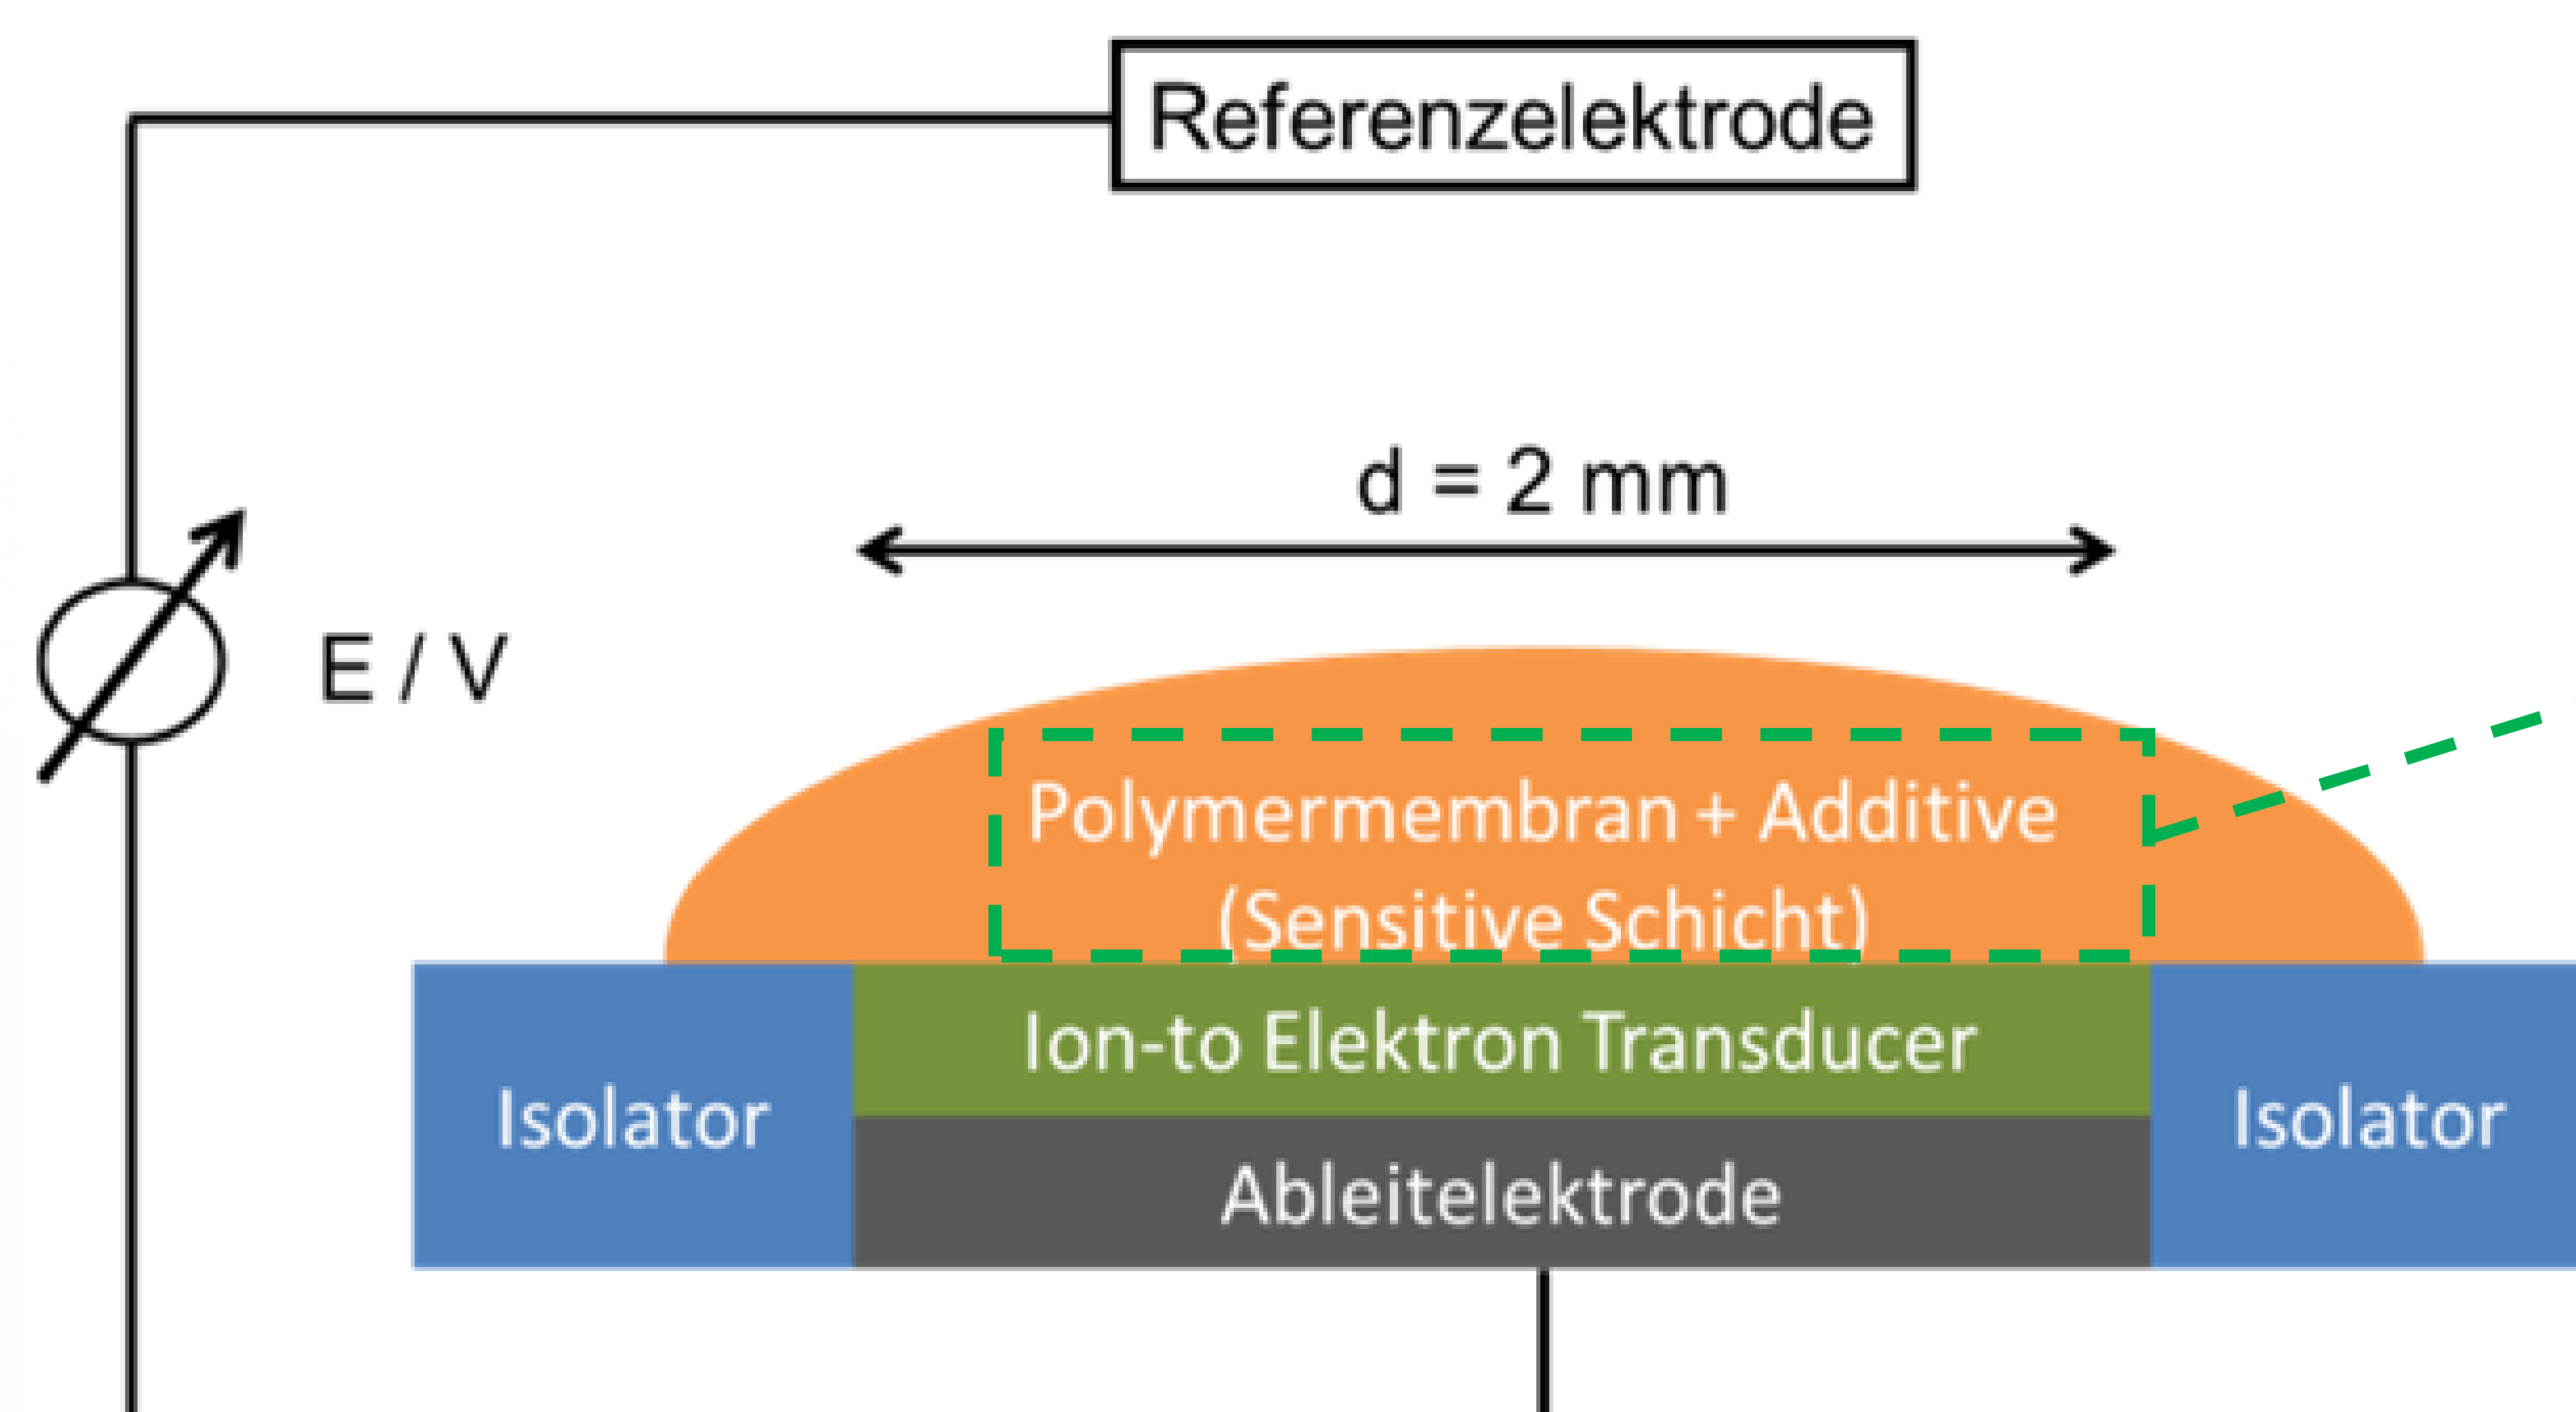 Referenzelektrode
d = 2 mm
E / V
Polymermembran + Additive
(Sensitive Schicht)
Ion-to Elektron Transducer
Isolator
Isolator
Ableitelektrode